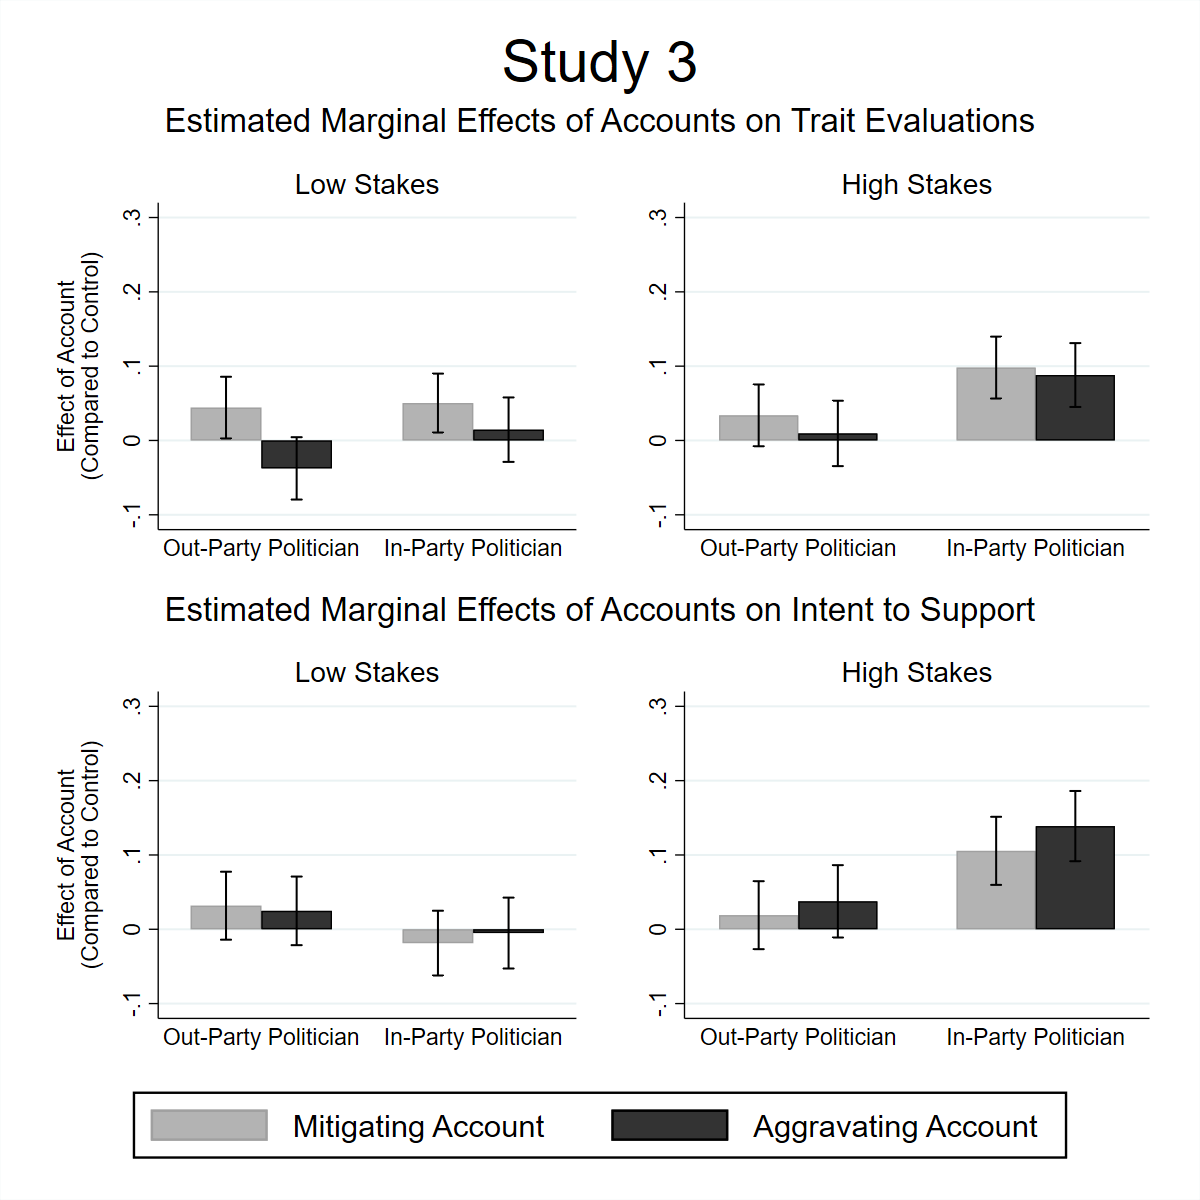 Study 3
Estimated Marginal Effects of Accounts on Trait Evaluations
Low Stakes
Effect of Account
(Compared to Control)
.3
.2
.1
0
-.1
Out-Party Politician
In-Party Politician
High Stakes
.3
.2
.1
0
-.1
Out-Party Politician
In-Party Politician
Estimated Marginal Effects of Accounts on Intent to Support
Low Stakes
Effect of Account
(Compared to Control)
.3
.2
.1
0
-.1
Out-Party Politician
In-Party Politician
High Stakes
.3
.2
.1
0
-.1
Out-Party Politician
In-Party Politician
Mitigating Account
Aggravating Account